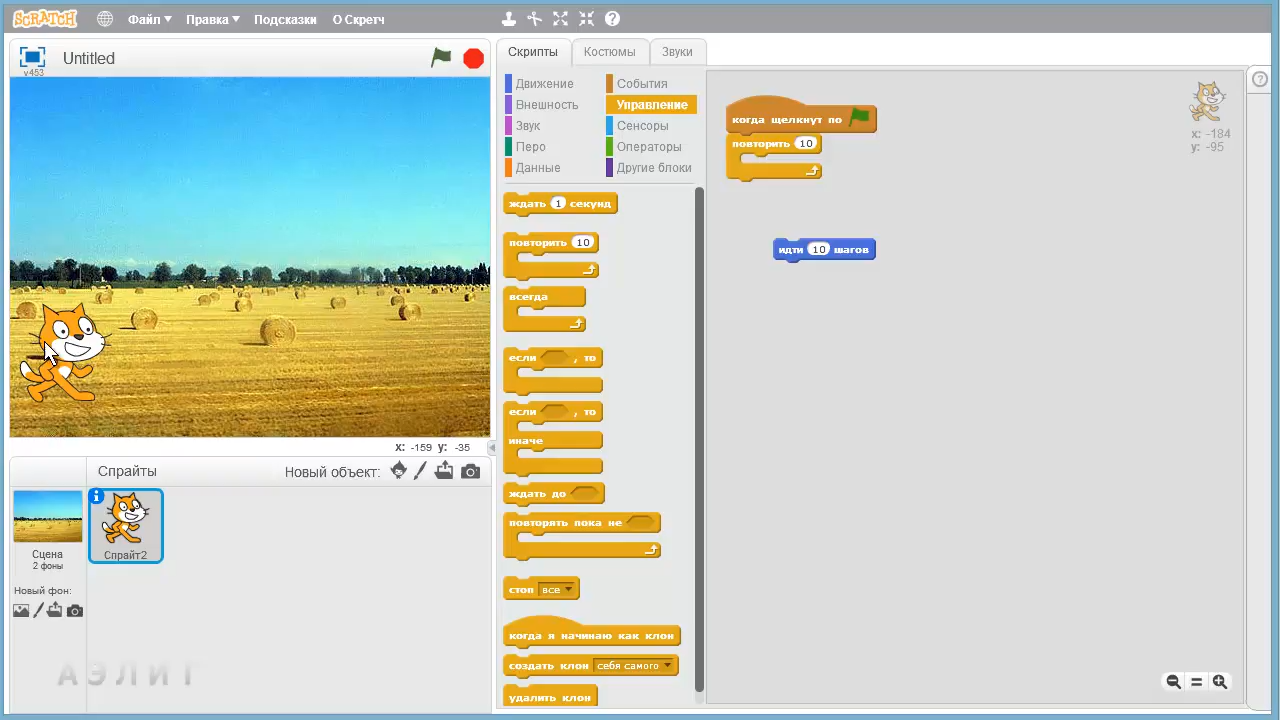 SCRATCH Файл Правка Подсказки О Скретч
v453 Untitled
Скрипты Костюмы Звуки
Движение События
Внешность Управление
Звук Сенсоры
Перо Операторы
Данные Другие блоки
ждать 1 секунд
повторить 10
всегда
если , то
если , то
иначе
ждать до
повторять пока не
стоп все
когда я начинаю как клон
создать клон себя самого
удалить клон
когда щелкнут по
повторить 10
идти 10 шагов
x: -184
y: -95
x: -159 y: -35
Спрайты Новый объект:
Сцена
2 фоны
Новый фон:
Спрайт2
АЭЛИТ